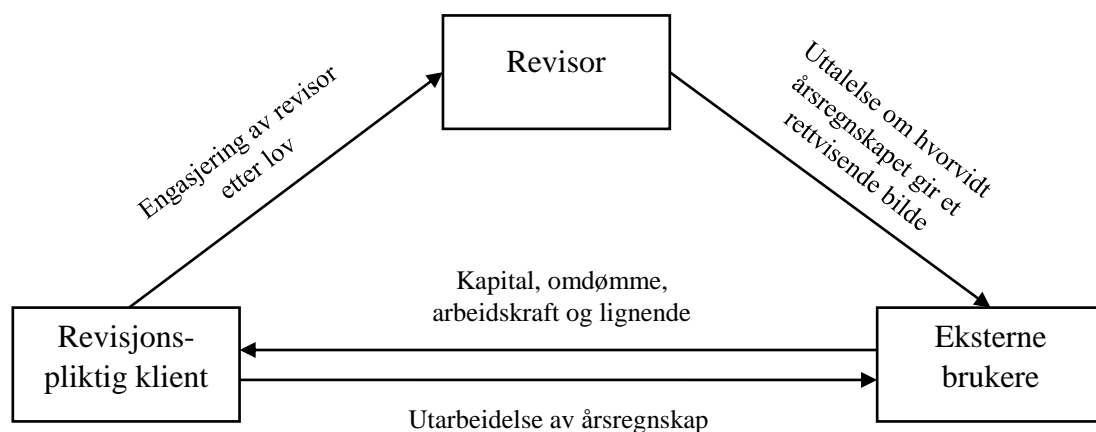 Revisor
Engasjering av revisor
etter lov
Uttalelse om hvorvidt
årsregnskapet gir et
rettvisende bilde
Kapital, omdømme,
arbeidskraft og lignende
Revisjons-
pliktig klient
Eksterne
brukere
Utarbeidelse av årsregnskap